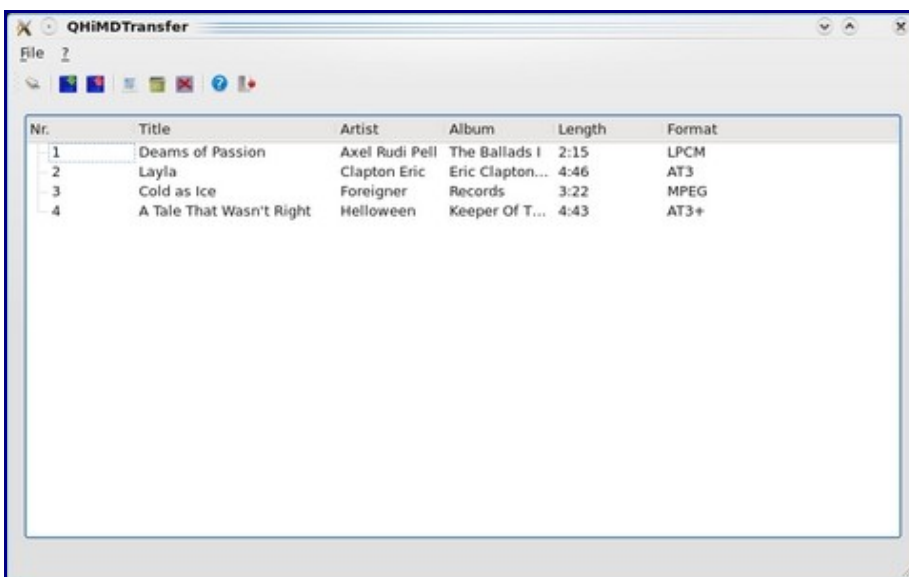 QHiMDTransfer
File ?
Nr. Title Artist Album Length Format
1 Deams of Passion Axel Rudi Pell The Ballads I 2:15 LPCM
2 Layla Clapton Eric Eric Clapton... 4:46 AT3
3 Cold as Ice Foreigner Records 3:22 MPEG
4 A Tale That Wasn't Right Helloween Keeper Of T... 4:43 AT3+